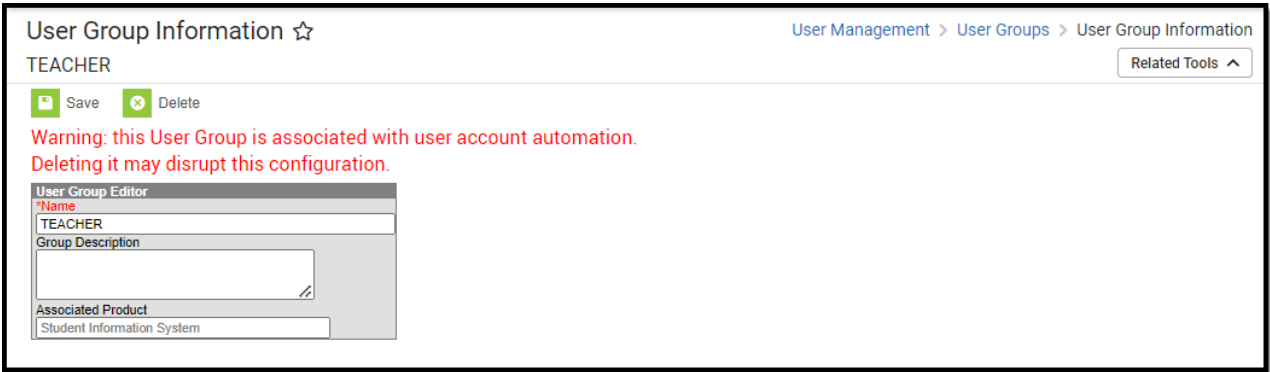 User Group Information
User Management > User Groups > User Group Information
TEACHER
Related Tools
Save Delete
Warning: this User Group is associated with user account automation.
Deleting it may disrupt this configuration.
User Group Editor
*Name
TEACHER
Group Description
Associated Product
Student Information System